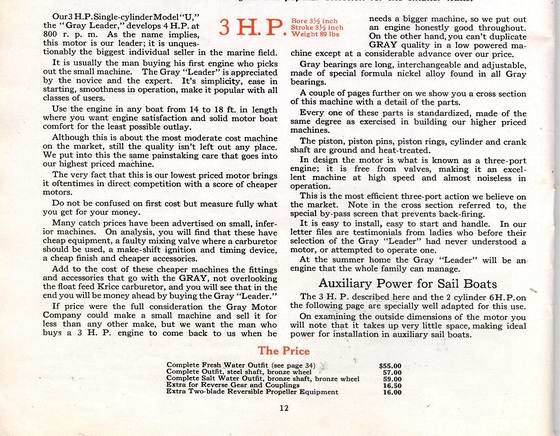 Our 3 H.P. Single-cylinder Model "U,"
the "Gray Leader," develops 4 H.P. at
800 r. p. m. As the name implies,
this motor is our leader; it is unques-
tionably the biggest individual seller in the marine field.
It is usually the man buying his first engine who picks
out the small machine. The Gray "Leader" is appreciated
by the novice and the expert. It's simplicity, ease in
starting, smoothness in operation, make it popular with all
classes of users.
Use the engine in any boat from 14 to 18 ft. in length
where you want engine satisfaction and solid motor boat
comfort for the least possible outlay.
Although this is about the most moderate cost machine
on the market, still the quality isn't left out any place.
We put into this the same painstaking care that goes into
our highest priced machine.
The very fact that this is our lowest priced motor brings
it oftentimes in direct competition with a score of cheaper
motors.
Do not be confused on first cost but measure fully what
you get for your money.
Many catch prices have been advertised on small, infer-
ior machines. On analysis, you will find that these have
cheap equipment, a faulty mixing valve where a carburetor
should be used, a make-shift ignition and timing device,
a cheap finish and cheaper accessories.
Add to the cost of these cheaper machines the fittings
and accessories that go with the GRAY, not overlooking
the float feed Krice carburetor, and you will see that in the
end you will be money ahead by buying the Gray "Leader."
If price were the full consideration the Gray Motor
Company could make a small machine and sell it for
less than any other make, but we want the man who
buys a 3 H. P. engine to come back to us when he
3 H.P.
Bore 3½ inch
Stroke 3½ inch
Weight 89 lbs
needs a bigger machine, so we put out
an engine honestly good throughout.
On the other hand, you can't duplicate
GRAY quality in a low powered ma-
chine except at a considerable advance over our price.
Gray bearings are long, interchangeable and adjustable,
made of special formula nickel alloy found in all Gray
bearings.
A couple of pages further on we show you a cross section
of this machine with a detail of the parts.
Every one of these parts is standardized, made of the
same degree as exercised in building our higher priced
machines.
The piston, piston pins, piston rings, cylinder and crank
shaft are ground and heat-treated.
In design the motor is what is known as a three-port
engine; it is free from valves, making it an excel-
lent machine at high speed and almost noiseless in
operation.
This is the most efficient three-port action we believe on
the market. Note in the cross section referred to, the
special by-pass screen that prevents back-firing.
It is easy to install, easy to start and handle. In our
letter files are testimonials from ladies who before their
selection of the Gray "Leader" had never understood a
motor, or attempted to operate one.
At the summer home the Gray "Leader" will be an
engine that the whole family can manage.
Auxiliary Power for Sail Boats
The 3 H. P. described here and the 2 cylinder 6 H.P. on
the following page are specially well adapted for this use.
On examining the outside dimensions of the motor you
will note that it takes up very little space, making ideal
power for installation in auxiliary sail boats.
The Price
Complete Fresh Water Outfit (see page 34) $55.00
Complete Outfit, steel shaft, bronze wheel 57.00
Complete Salt Water Outfit, bronze shaft, bronze wheel 59.00
Extra for Reverse Gear and Couplings 16.50
Extra Two-blade Reversible Propeller Equipment 16.00
12